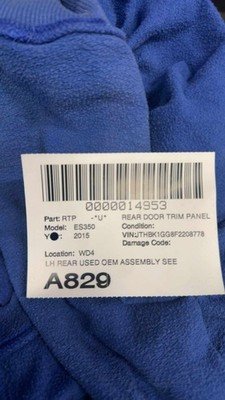 0000014953
Part: RTP -*U* REAR DOOR TRIM PANEL
Model: ES350 Condition:
2015 VIN:JTHBK1GG8F2208778
Damage Code:
Location: WD4
LH REAR USED OEM ASSEMBLY SEE
A829